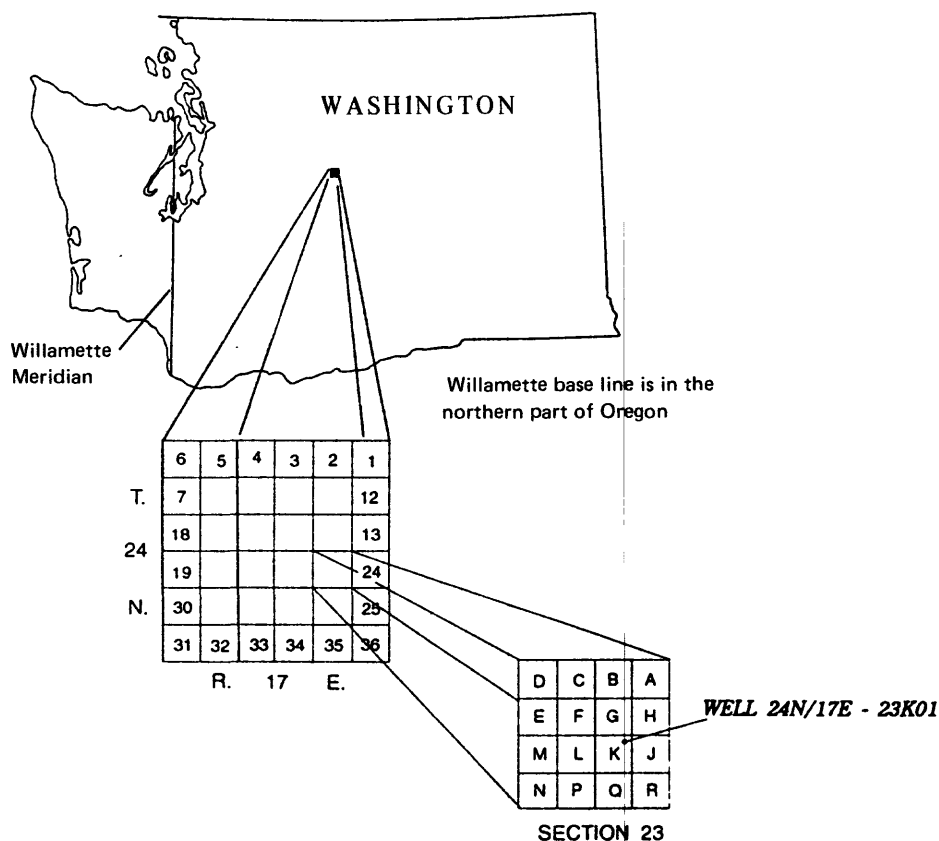 WASHINGTON
Willamette
Meridian
Willamette base line is in the
northern part of Oregon
6 5 4 3 2 1
T. 7 12
18 13
24
19 24
N. 30 25
31 32 33 34 35 36
R. 17 E.
D C B A
E F G H
WELL 24N/17E - 23K01
M L K J
N P Q R
SECTION 23